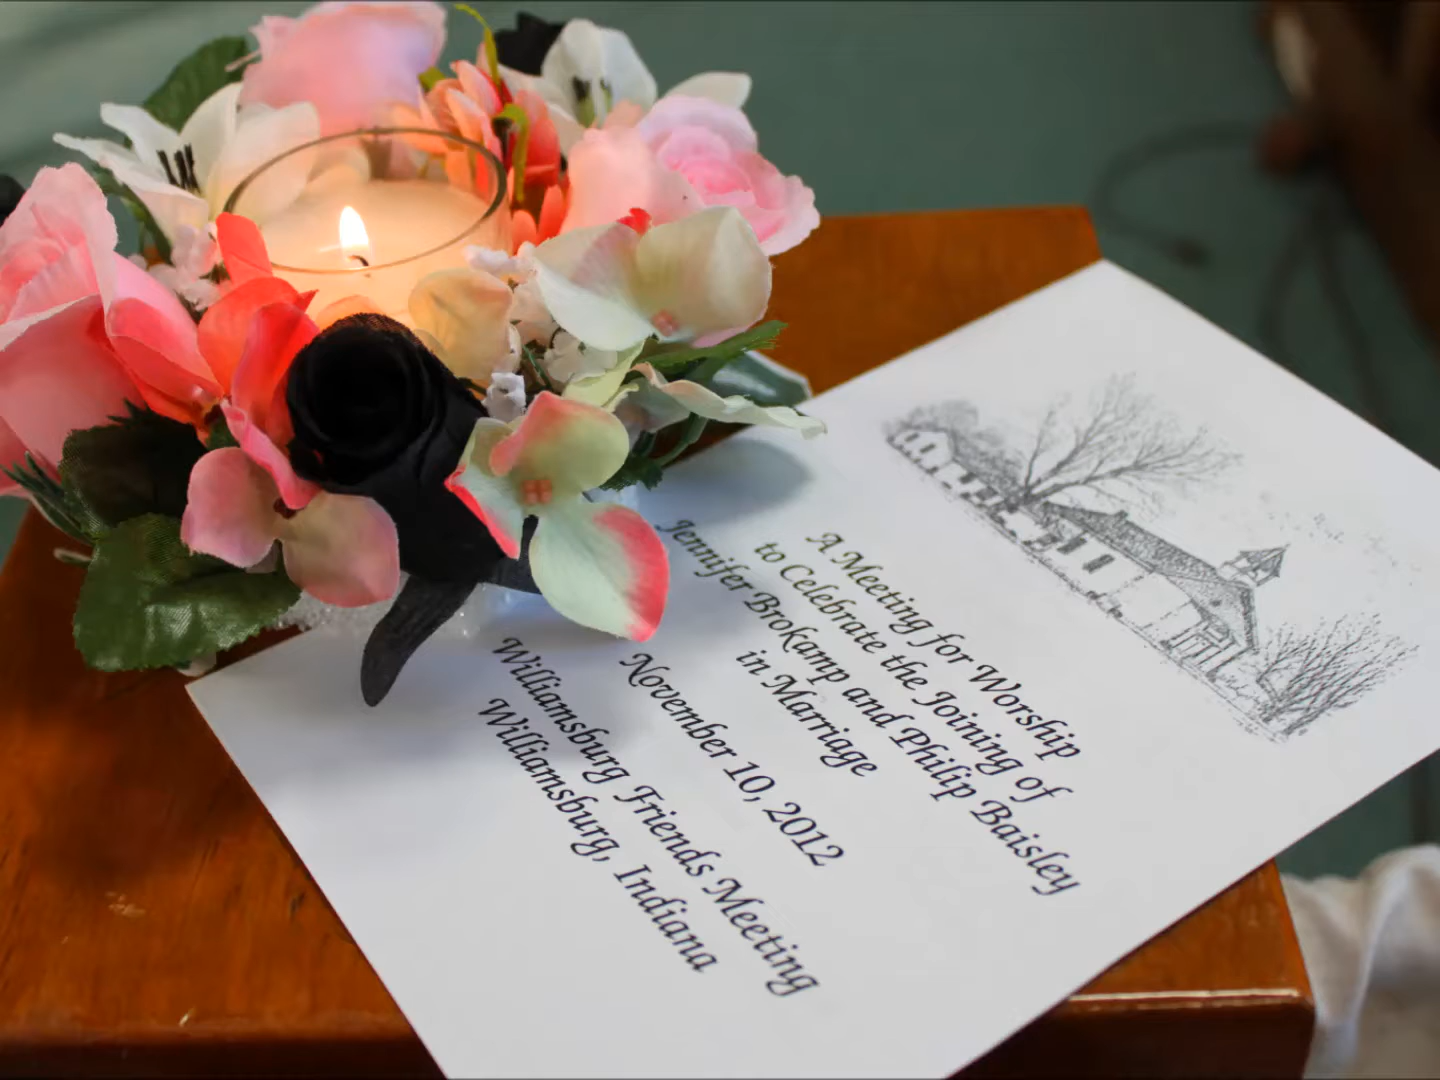 A Meeting for Worship
to Celebrate the Joining of
Jennifer Brokamp and Philip Baisley
in Marriage
November 10, 2012
Williamsburg Friends Meeting
Williamsburg, Indiana